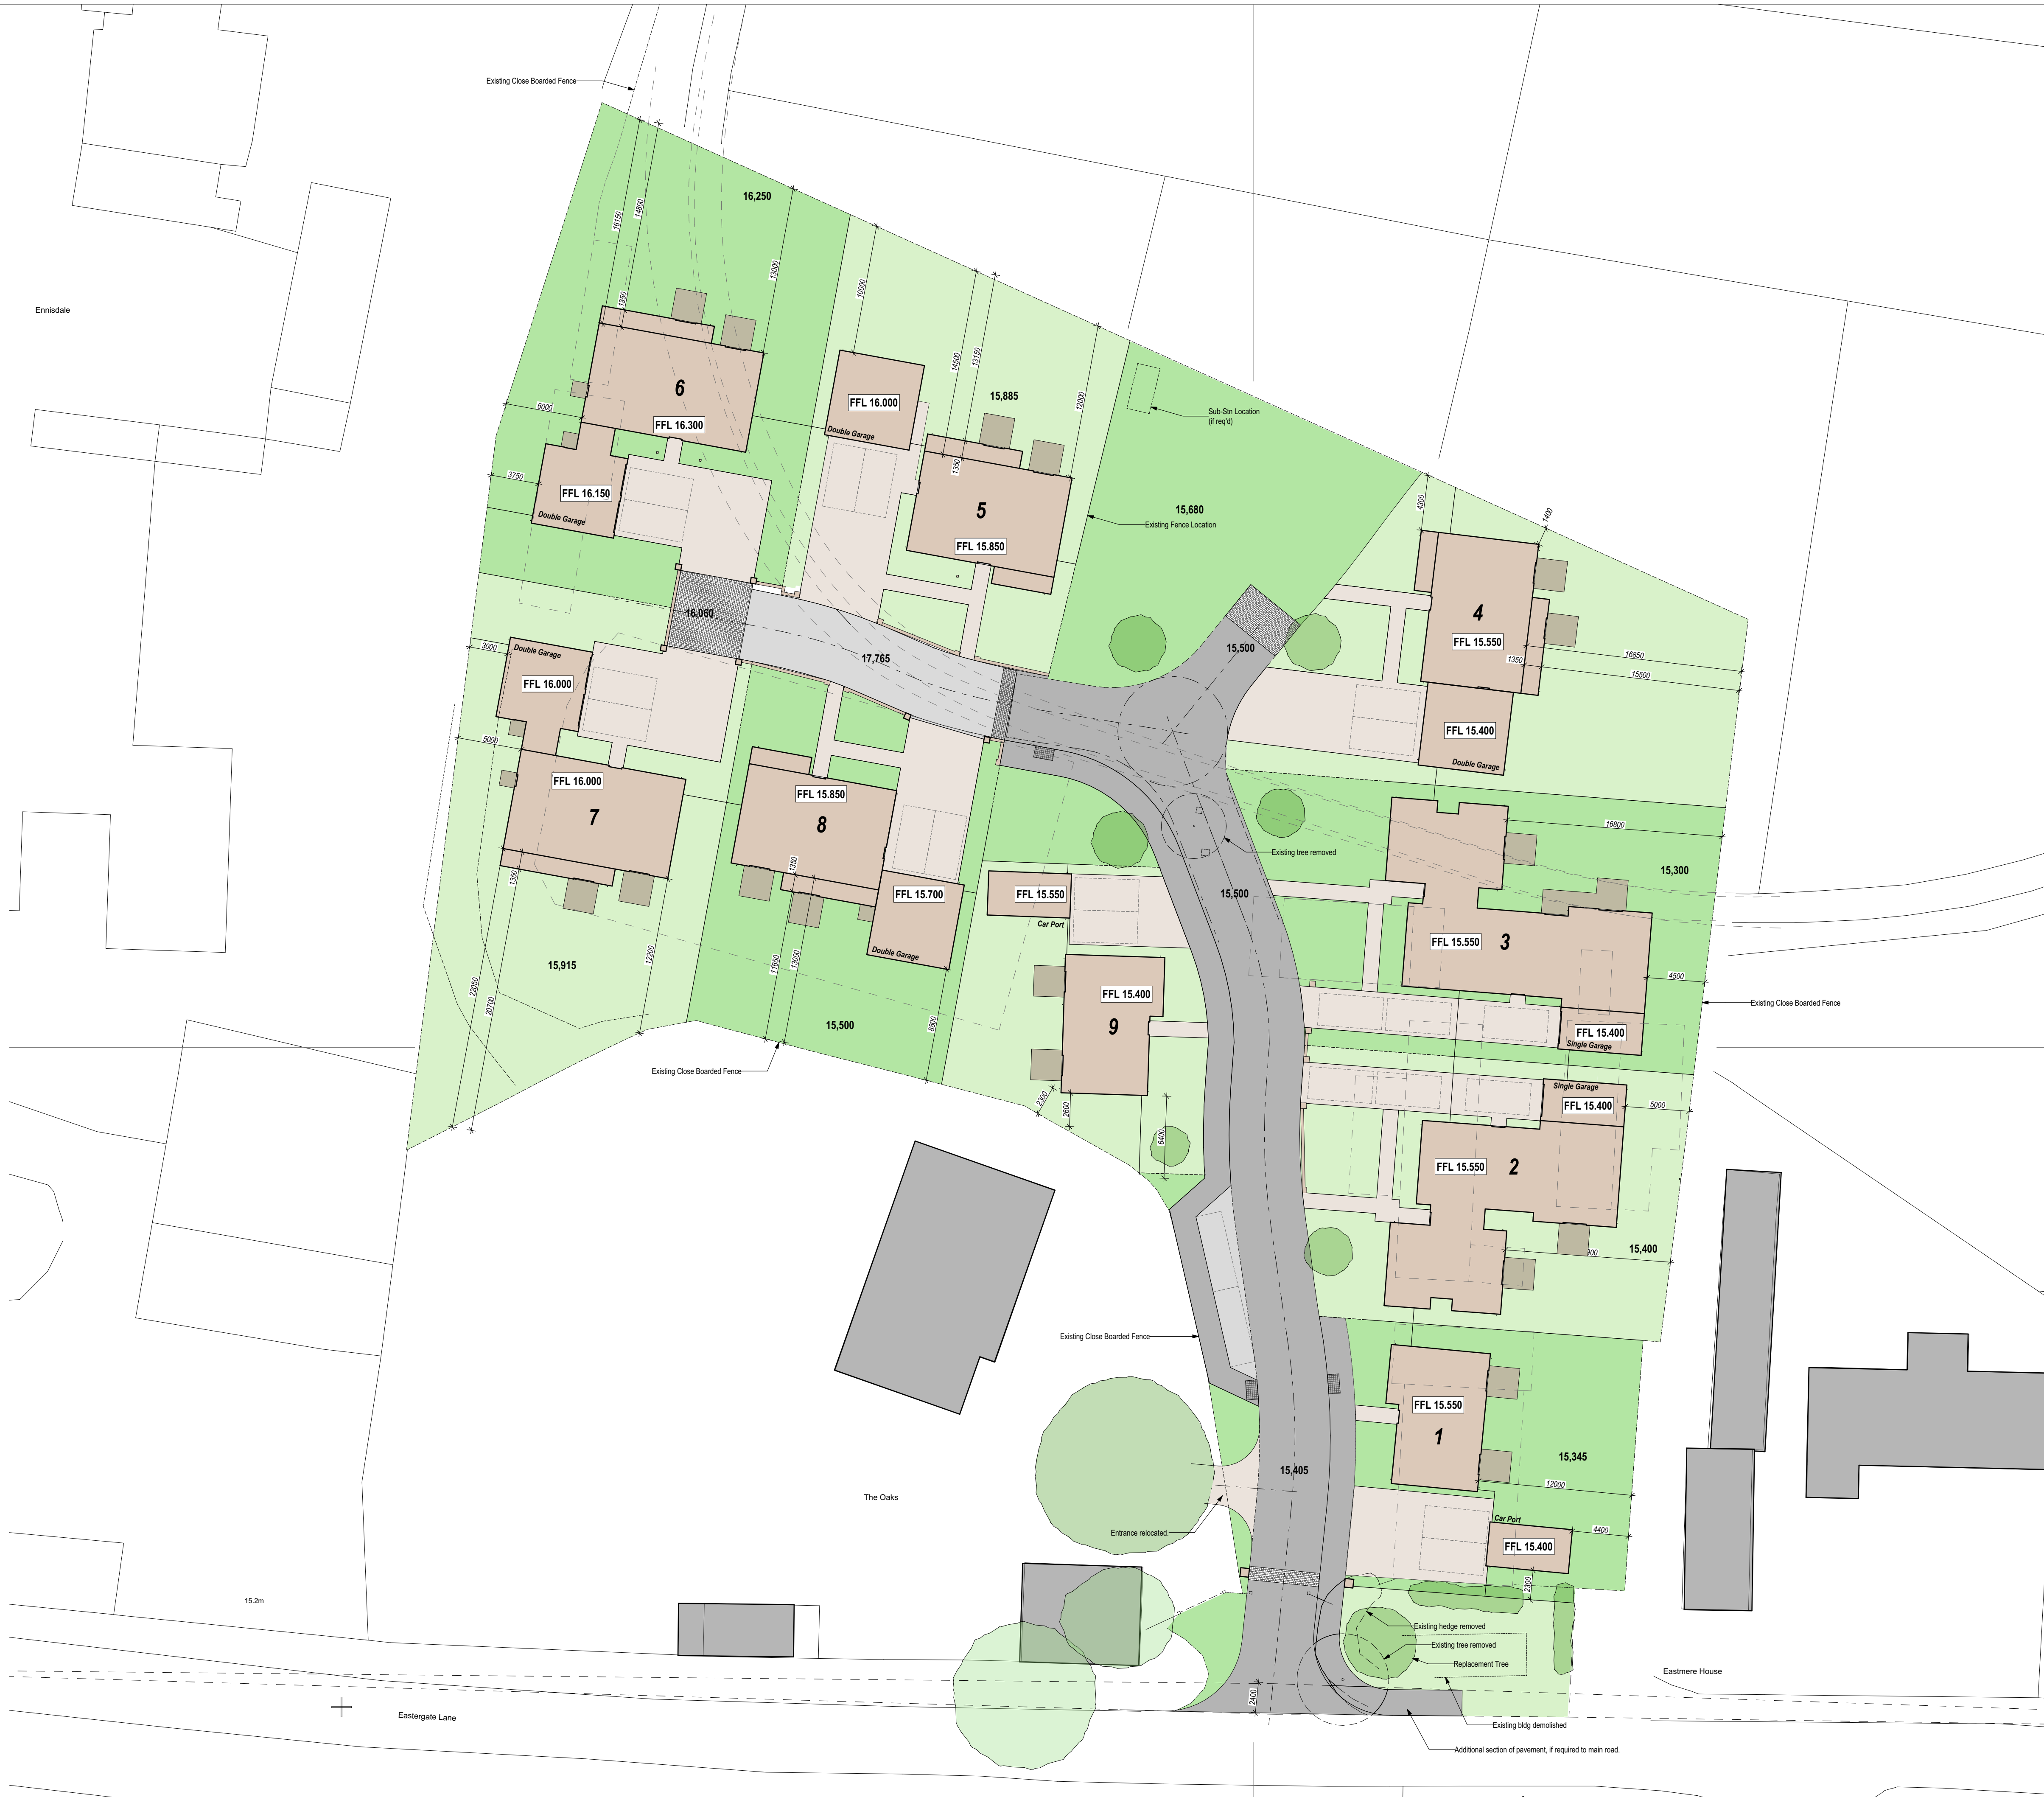 Existing Close Boarded Fence
16,250
16150
14800
13000
10000
Ennisdale
1350
14500
13150
12000
15,885
Sub-Stn Location
(if req'd)
6
FFL 16.300
FFL 16.000
Double Garage
6000
1350
3750
FFL 16.150
Double Garage
5
FFL 15.850
15,680
Existing Fence Location
4300
1400
4
FFL 15.550
16850
1350
15500
FFL 15.400
Double Garage
16.060
17,765
15,500
3000
Double Garage
FFL 16.000
5000
FFL 16.000
7
FFL 15.850
8
1350
1350
FFL 15.700
Double Garage
16800
Existing tree removed
15,300
15,500
FFL 15.550
Car Port
FFL 15.550
3
4500
Existing Close Boarded Fence
15,915
22050
20700
12200
11650
13000
15,500
8800
FFL 15.400
9
FFL 15.400
Single Garage
Existing Close Boarded Fence
2300
2600
6400
Single Garage
FFL 15.400
5000
FFL 15.550
2
15,400
Existing Close Boarded Fence
FFL 15.550
1
15,345
15,405
12000
The Oaks
Entrance relocated.
Car Port
FFL 15.400
4400
2300
15.2m
Existing hedge removed
Existing tree removed
Replacement Tree
Eastmere House
2400
Eastergate Lane
Existing bldg demolished
Additional section of pavement, if required to main road.